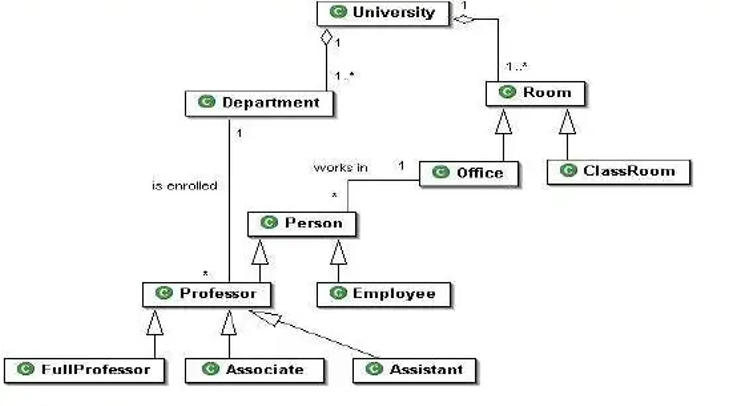 C University
1
1
1..*
1..*
C Department
C Room
1
works in
1
C Office
C ClassRoom
is enrolled
*
C Person
*
C Professor
C Employee
C FullProfessor
C Associate
C Assistant